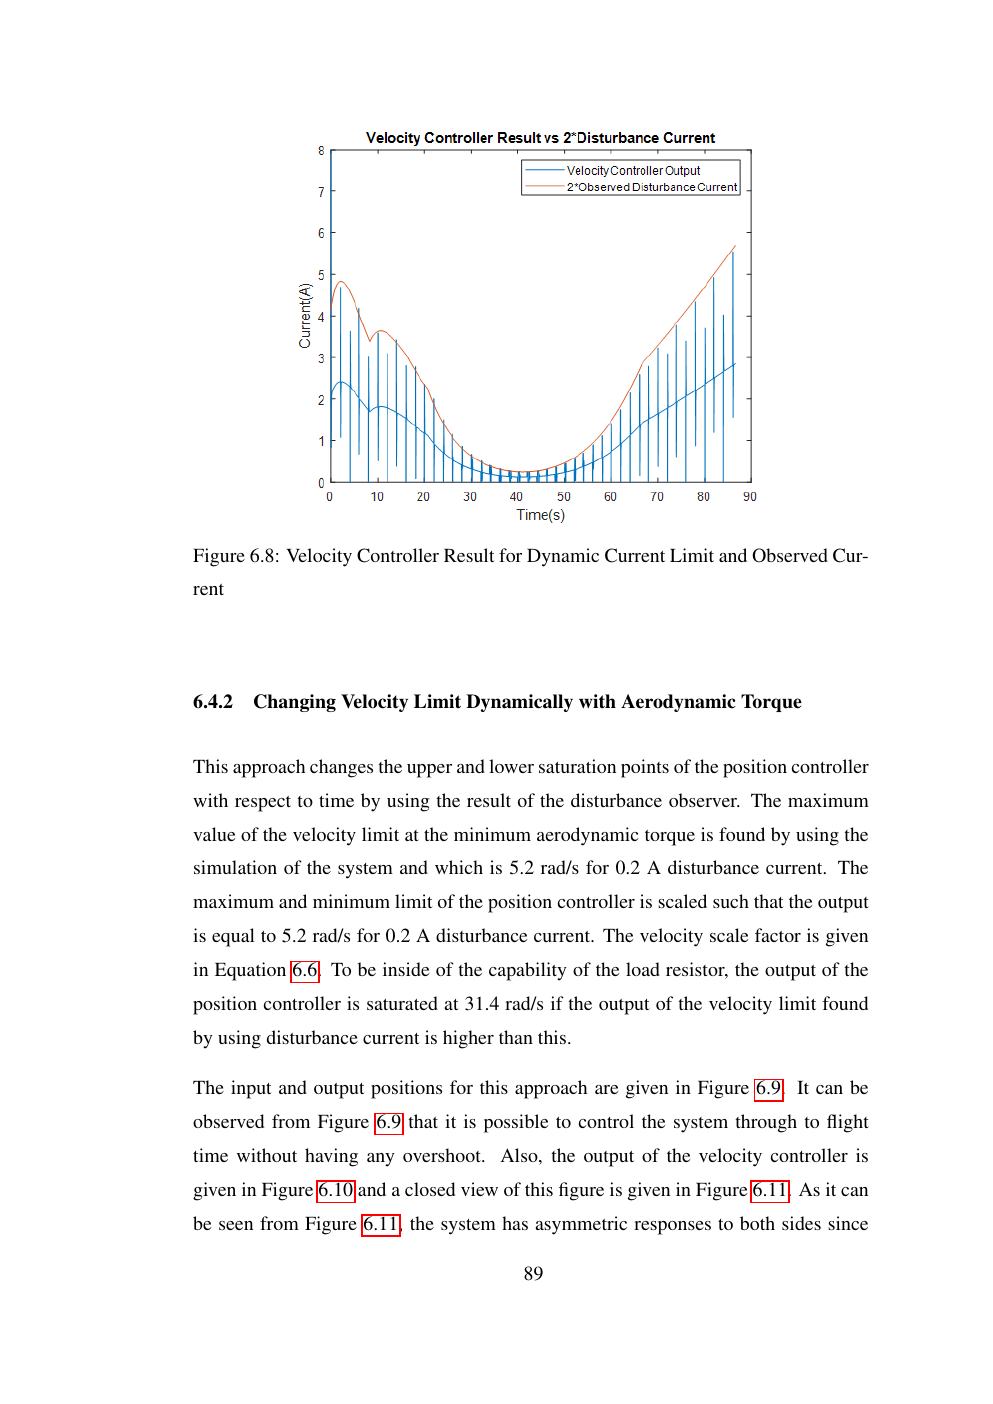 Velocity Controller Result vs 2*Disturbance Current
8
7
6
5
4
3
2
1
0
Current(A)
Velocity Controller Output
2*Observed Disturbance Current
0 10 20 30 40 50 60 70 80 90
Time(s)
Figure 6.8: Velocity Controller Result for Dynamic Current Limit and Observed Cur-
rent
6.4.2 Changing Velocity Limit Dynamically with Aerodynamic Torque
This approach changes the upper and lower saturation points of the position controller
with respect to time by using the result of the disturbance observer. The maximum
value of the velocity limit at the minimum aerodynamic torque is found by using the
simulation of the system and which is 5.2 rad/s for 0.2 A disturbance current. The
maximum and minimum limit of the position controller is scaled such that the output
is equal to 5.2 rad/s for 0.2 A disturbance current. The velocity scale factor is given
in Equation 6.6. To be inside of the capability of the load resistor, the output of the
position controller is saturated at 31.4 rad/s if the output of the velocity limit found
by using disturbance current is higher than this.
The input and output positions for this approach are given in Figure 6.9. It can be
observed from Figure 6.9 that it is possible to control the system through to flight
time without having any overshoot. Also, the output of the velocity controller is
given in Figure 6.10 and a closed view of this figure is given in Figure 6.11. As it can
be seen from Figure 6.11, the system has asymmetric responses to both sides since
89